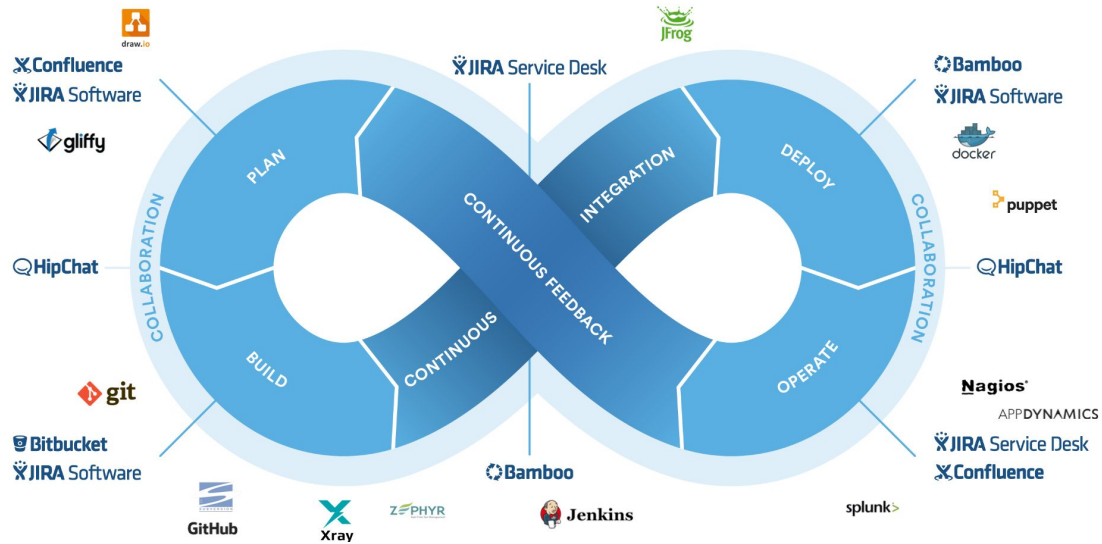 draw.io
JFrog
Confluence
JIRA Software
JIRA Service Desk
Bamboo
JIRA Software
gliffy
docker
PLAN
INTEGRATION
DEPLOY
puppet
COLLABORATION
CONTINUOUS FEEDBACK
COLLABORATION
HipChat
HipChat
BUILD
CONTINUOUS
OPERATE
git
Nagios®
APPDYNAMICS
Bitbucket
JIRA Software
Bamboo
JIRA Service Desk
Confluence
SUBVERSION
GitHub
Xray
ZEPHYR
Jenkins
splunk>